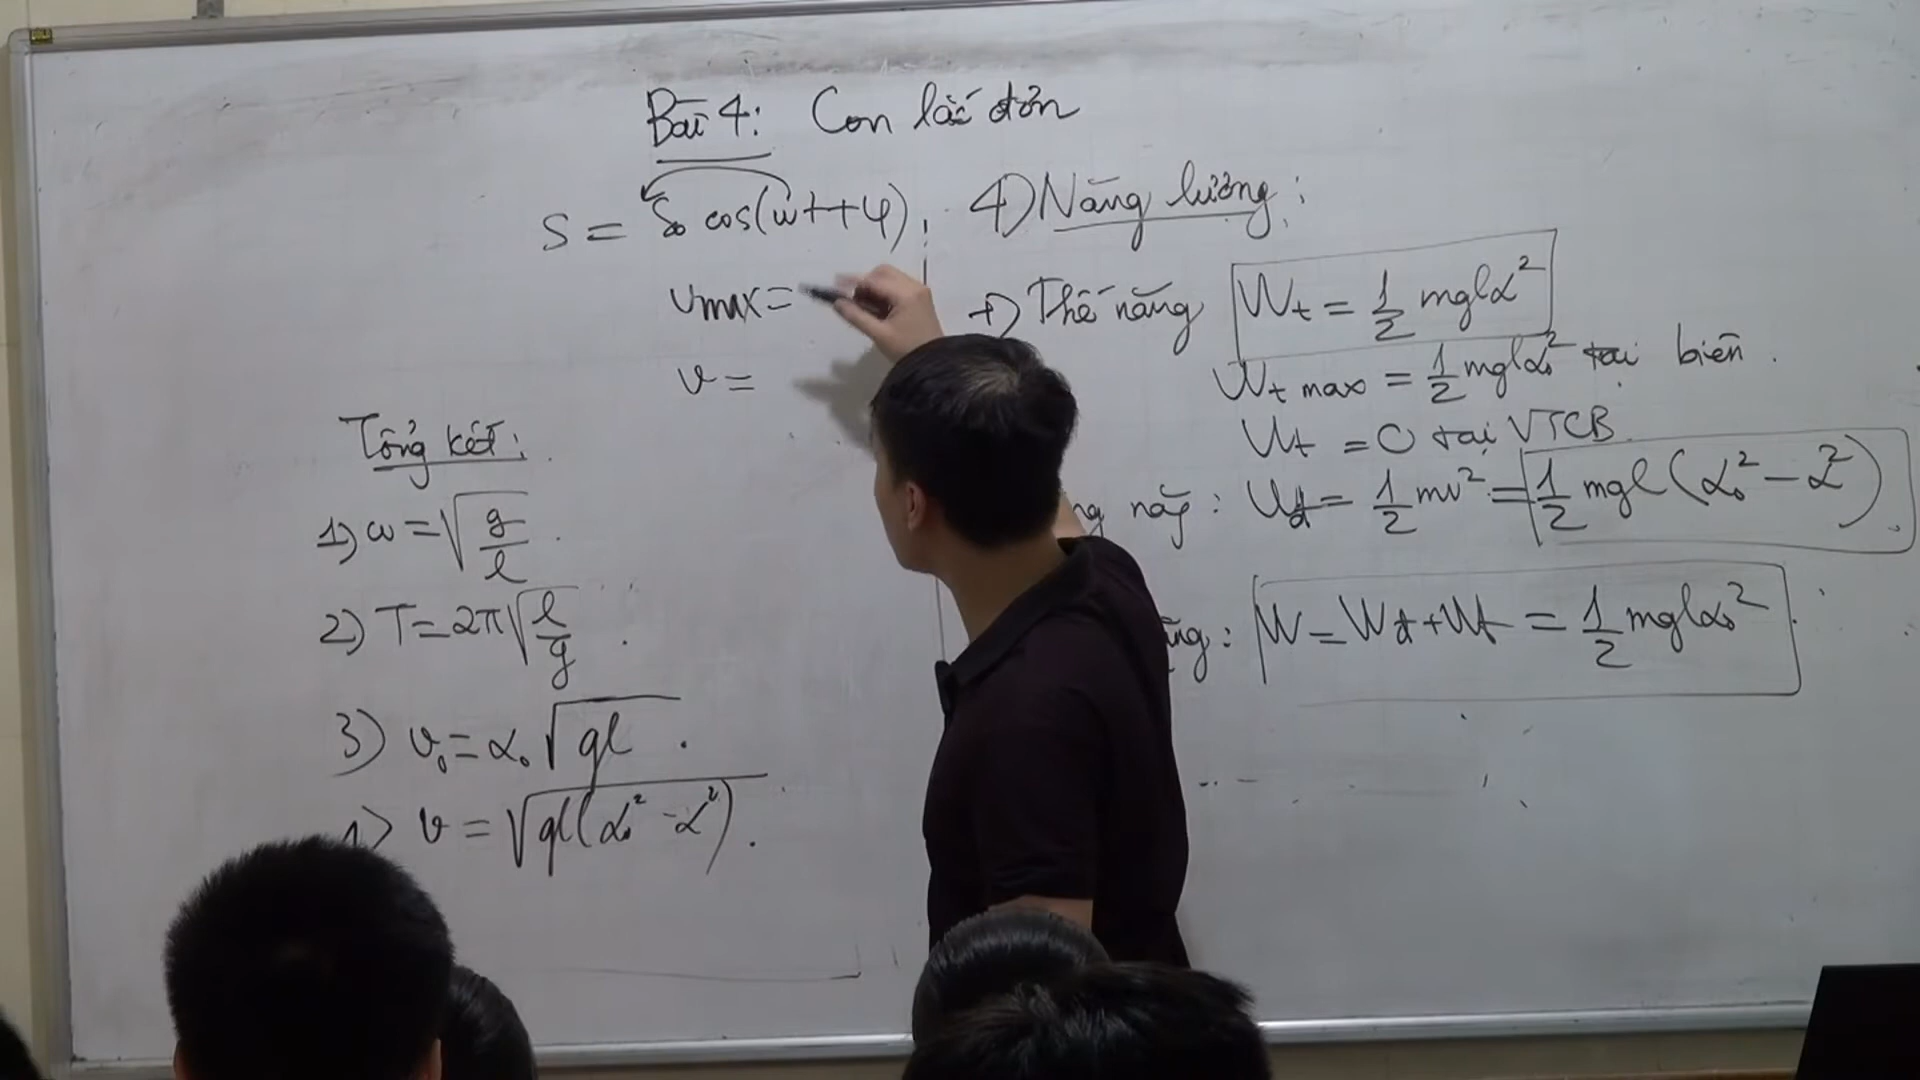 Bài 4: Con lắc đơn
S = S₀ cos(ωt+φ)
vmax =
v =
Tổng kết:
1) ω = √(g/l)
2) T = 2π√(l/g)
3) v₀ = α₀√(gl)
v = √(gl(α₀² - α²))
4) Năng lượng:
+) Thế năng Wt = 1/2 mglα²
Wt max = 1/2 mglα₀² tại biên
Wt = 0 tại VTCB
năng: Wđ = 1/2 mv² = 1/2 mgl(α₀² - α²)
W = Wđ + Wt = 1/2 mglα₀²